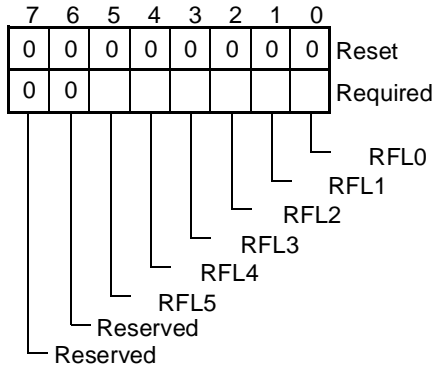 7 6 5 4 3 2 1 0
0 0 0 0 0 0 0 0 Reset
0 0 Required
RFL0
RFL1
RFL2
RFL3
RFL4
RFL5
Reserved
Reserved